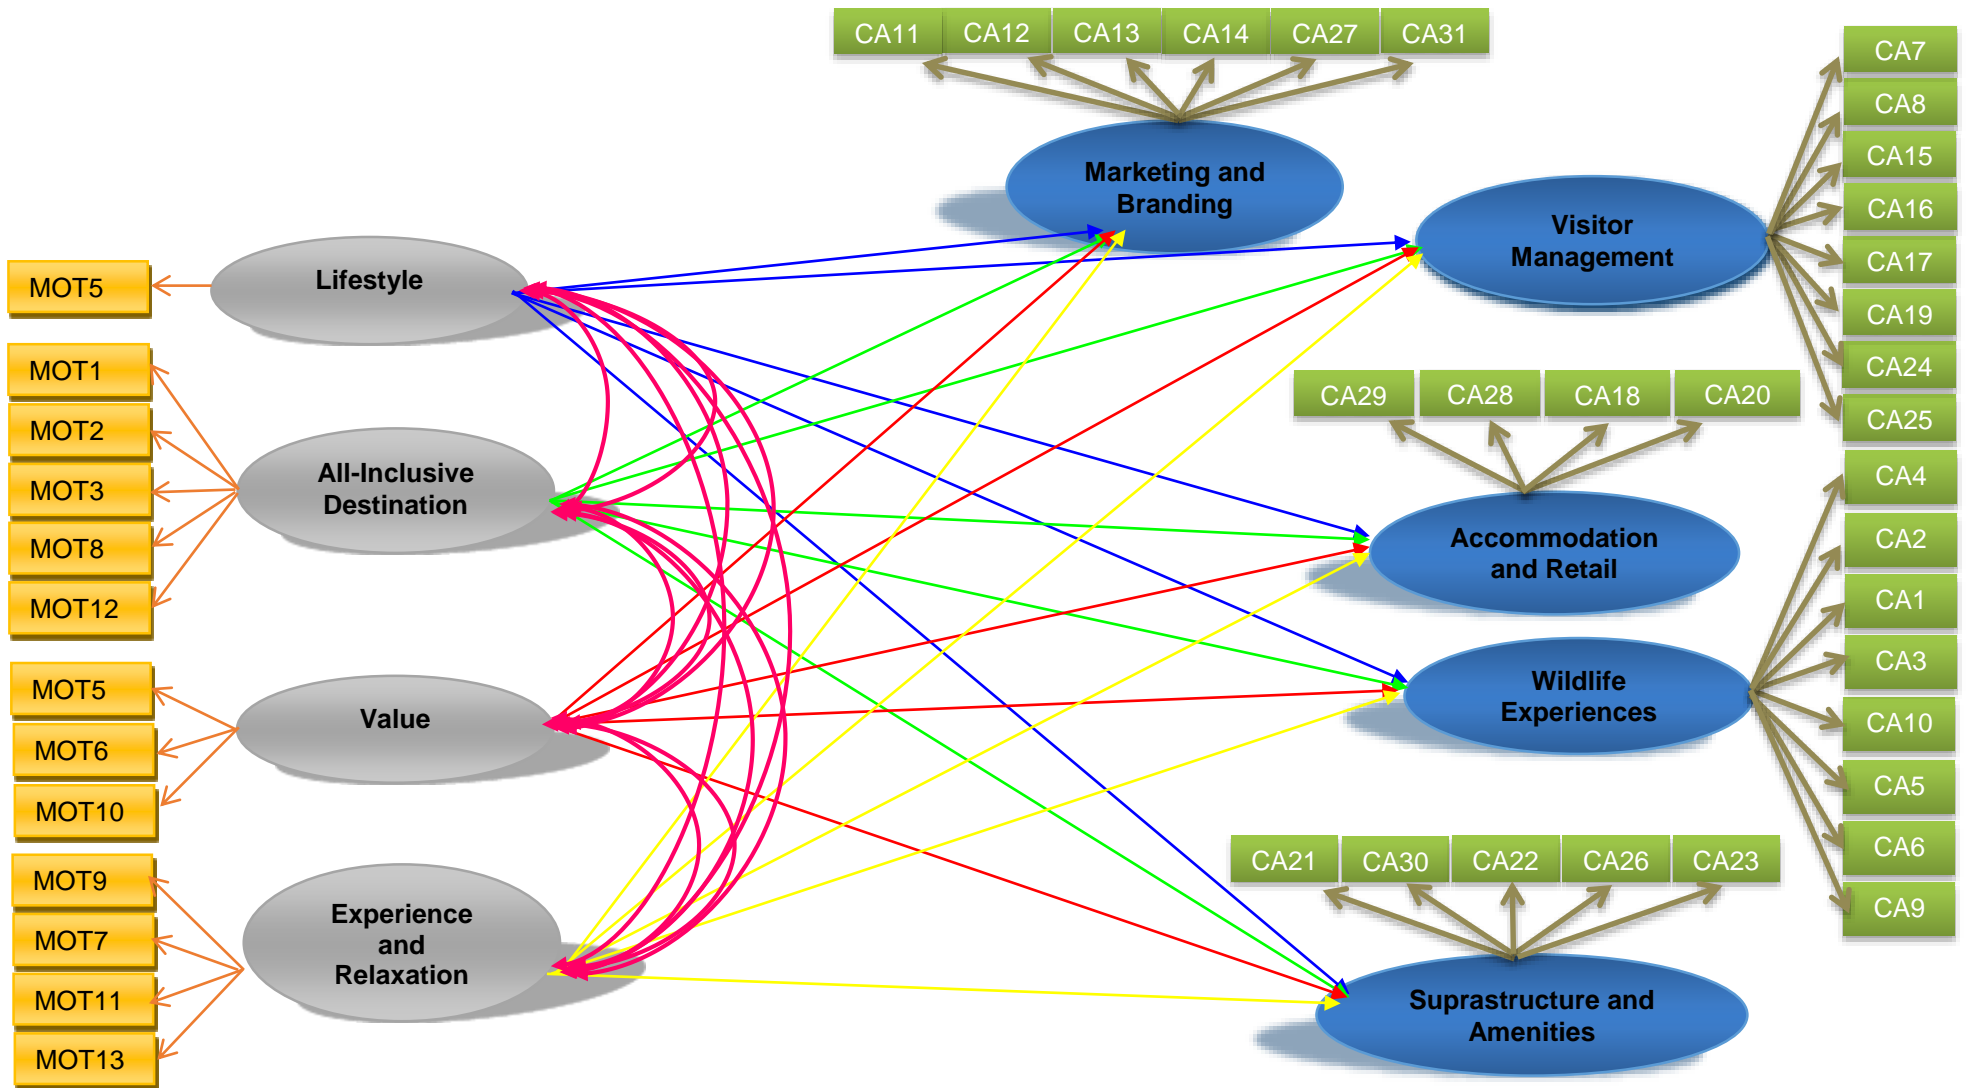 CA11
CA12
CA13
CA14
CA27
CA31
Marketing and
Branding
CA7
CA8
CA15
CA16
CA17
CA19
CA24
CA25
Visitor
Management
Lifestyle
MOT5
MOT1
MOT2
MOT3
MOT8
MOT12
All-Inclusive
Destination
CA29
CA28
CA18
CA20
Accommodation
and Retail
CA4
CA2
CA1
CA3
CA10
CA5
CA6
CA9
Wildlife
Experiences
MOT5
MOT6
MOT10
Value
MOT9
MOT7
MOT11
MOT13
Experience
and
Relaxation
CA21
CA30
CA22
CA26
CA23
Suprastructure and
Amenities